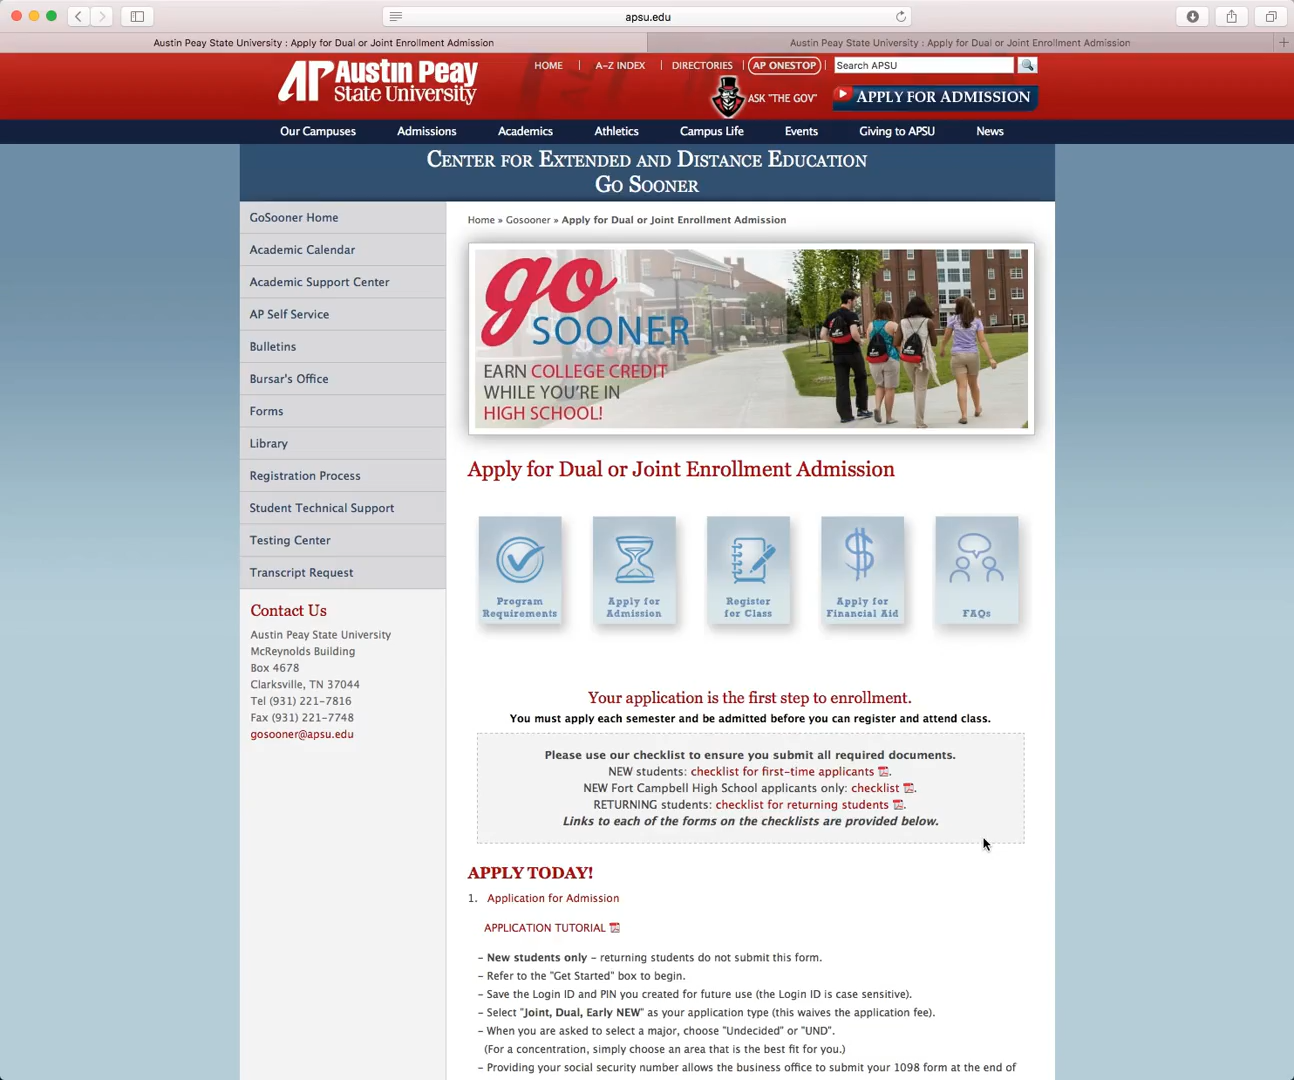 apsu.edu
Austin Peay State University : Apply for Dual or Joint Enrollment Admission
Austin Peay State University : Apply for Dual or Joint Enrollment Admission
AP Austin Peay
State University
HOME
A-Z INDEX
DIRECTORIES
AP ONESTOP
Search APSU
ASK "THE GOV"
APPLY FOR ADMISSION
Our Campuses
Admissions
Academics
Athletics
Campus Life
Events
Giving to APSU
News
CENTER FOR EXTENDED AND DISTANCE EDUCATION
GO SOONER
GoSooner Home
Academic Calendar
Academic Support Center
AP Self Service
Bulletins
Bursar's Office
Forms
Library
Registration Process
Student Technical Support
Testing Center
Transcript Request
Contact Us
Austin Peay State University
McReynolds Building
Box 4678
Clarksville, TN 37044
Tel (931) 221-7816
Fax (931) 221-7748
gosooner@apsu.edu
Home » Gosooner » Apply for Dual or Joint Enrollment Admission
go
SOONER
EARN COLLEGE CREDIT
WHILE YOU'RE IN
HIGH SCHOOL!
Apply for Dual or Joint Enrollment Admission
Program
Requirements
Apply for
Admission
Register
for Class
Apply for
Financial Aid
FAQs
Your application is the first step to enrollment.
You must apply each semester and be admitted before you can register and attend class.
Please use our checklist to ensure you submit all required documents.
NEW students: checklist for first-time applicants.
NEW Fort Campbell High School applicants only: checklist.
RETURNING students: checklist for returning students.
Links to each of the forms on the checklists are provided below.
APPLY TODAY!
1. Application for Admission
APPLICATION TUTORIAL
– New students only – returning students do not submit this form.
– Refer to the "Get Started" box to begin.
– Save the Login ID and PIN you created for future use (the Login ID is case sensitive).
– Select "Joint, Dual, Early NEW" as your application type (this waives the application fee).
– When you are asked to select a major, choose "Undecided" or "UND".
(For a concentration, simply choose an area that is the best fit for you.)
– Providing your social security number allows the business office to submit your 1098 form at the end of